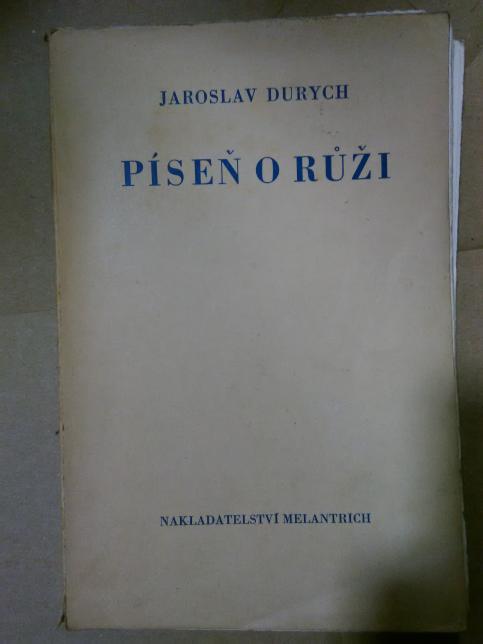 JAROSLAV DURYCH
PÍSEŇ O RŮŽI
NAKLADATELSTVÍ MELANTRICH